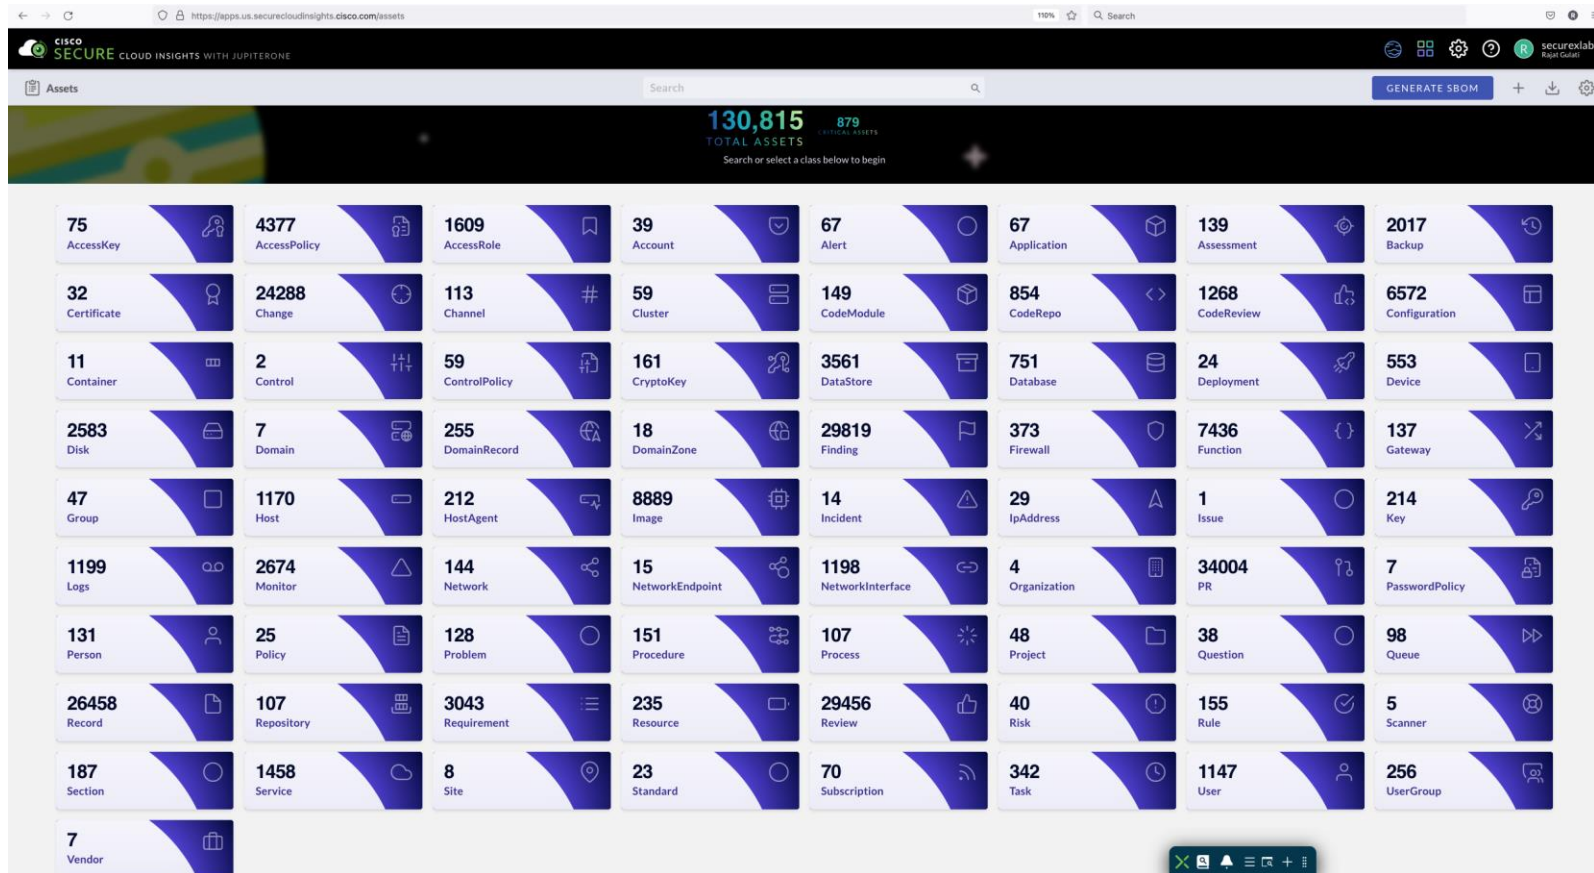 https://apps.us.securecloudinsights.cisco.com/assets
110%
Search
CISCO
SECURE CLOUD INSIGHTS WITH JUPITERONE
R
securexlab
Rajat Gulati
Assets
Search
GENERATE SBOM
130,815
TOTAL ASSETS
879
CRITICAL ASSETS
Search or select a class below to begin
75
AccessKey
4377
AccessPolicy
1609
AccessRole
39
Account
67
Alert
67
Application
139
Assessment
2017
Backup
32
Certificate
24288
Change
113
Channel
59
Cluster
149
CodeModule
854
CodeRepo
1268
CodeReview
6572
Configuration
11
Container
2
Control
59
ControlPolicy
161
CryptoKey
3561
DataStore
751
Database
24
Deployment
553
Device
2583
Disk
7
Domain
255
DomainRecord
18
DomainZone
29819
Finding
373
Firewall
7436
Function
137
Gateway
47
Group
1170
Host
212
HostAgent
8889
Image
14
Incident
29
IpAddress
1
Issue
214
Key
1199
Logs
2674
Monitor
144
Network
15
NetworkEndpoint
1198
NetworkInterface
4
Organization
34004
PR
7
PasswordPolicy
131
Person
25
Policy
128
Problem
151
Procedure
107
Process
48
Project
38
Question
98
Queue
26458
Record
107
Repository
3043
Requirement
235
Resource
29456
Review
40
Risk
155
Rule
5
Scanner
187
Section
1458
Service
8
Site
23
Standard
70
Subscription
342
Task
1147
User
256
UserGroup
7
Vendor